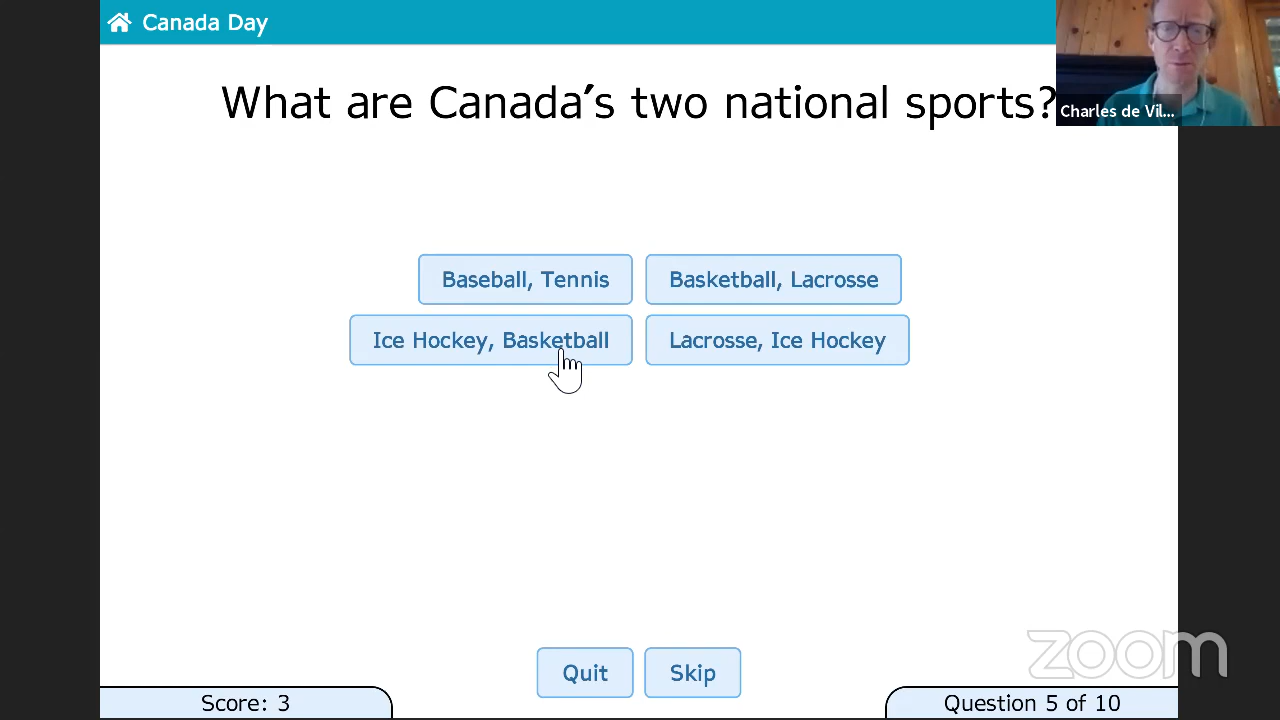 Canada Day
What are Canada's two national sports?
Charles de Vil...
Baseball, Tennis
Basketball, Lacrosse
Ice Hockey, Basketball
Lacrosse, Ice Hockey
Quit
Skip
zoom
Score: 3
Question 5 of 10